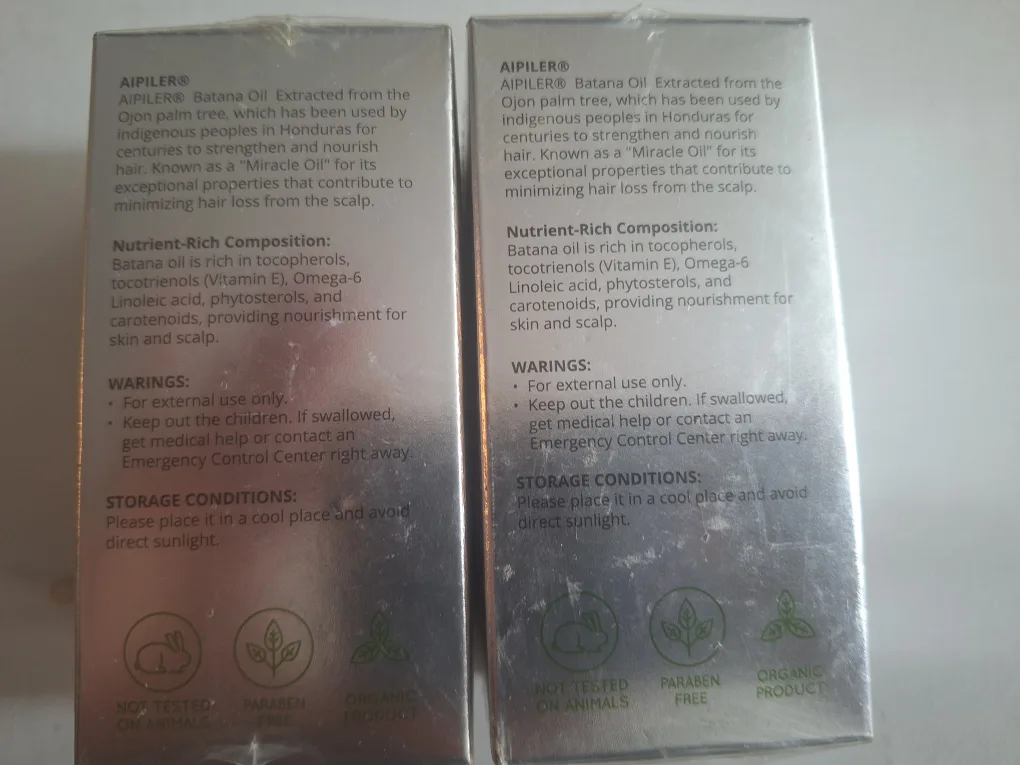 AIPILER®
AIPILER® Batana Oil Extracted from the
Ojon palm tree, which has been used by
indigenous peoples in Honduras for
centuries to strengthen and nourish
hair. Known as a "Miracle Oil" for its
exceptional properties that contribute to
minimizing hair loss from the scalp.
Nutrient-Rich Composition:
Batana oil is rich in tocopherols,
tocotrienols (Vitamin E), Omega-6
Linoleic acid, phytosterols, and
carotenoids, providing nourishment for
skin and scalp.
WARINGS:
• For external use only.
• Keep out the children. If swallowed,
get medical help or contact an
Emergency Control Center right away.
STORAGE CONDITIONS:
Please place it in a cool place and avoid
direct sunlight.
NOT TESTED
ON ANIMALS
PARABEN
FREE
ORGANIC
PRODUCT
AIPILER®
AIPILER® Batana Oil Extracted from the
Ojon palm tree, which has been used by
indigenous peoples in Honduras for
centuries to strengthen and nourish
hair. Known as a "Miracle Oil" for its
exceptional properties that contribute to
minimizing hair loss from the scalp.
Nutrient-Rich Composition:
Batana oil is rich in tocopherols,
tocotrienols (Vitamin E), Omega-6
Linoleic acid, phytosterols, and
carotenoids, providing nourishment for
skin and scalp.
WARINGS:
• For external use only.
• Keep out the children. If swallowed,
get medical help or contact an
Emergency Control Center right away.
STORAGE CONDITIONS:
Please place it in a cool place and avoid
direct sunlight.
NOT TESTED
ON ANIMALS
PARABEN
FREE
ORGANIC
PRODUCT